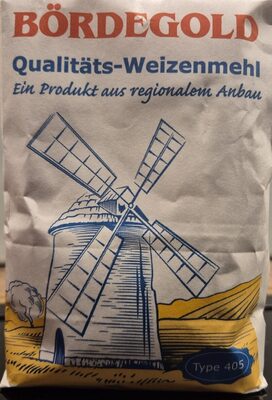 BÖRDEGOLD
Qualitäts-Weizenmehl
Ein Produkt aus regionalem Anbau
Type 405